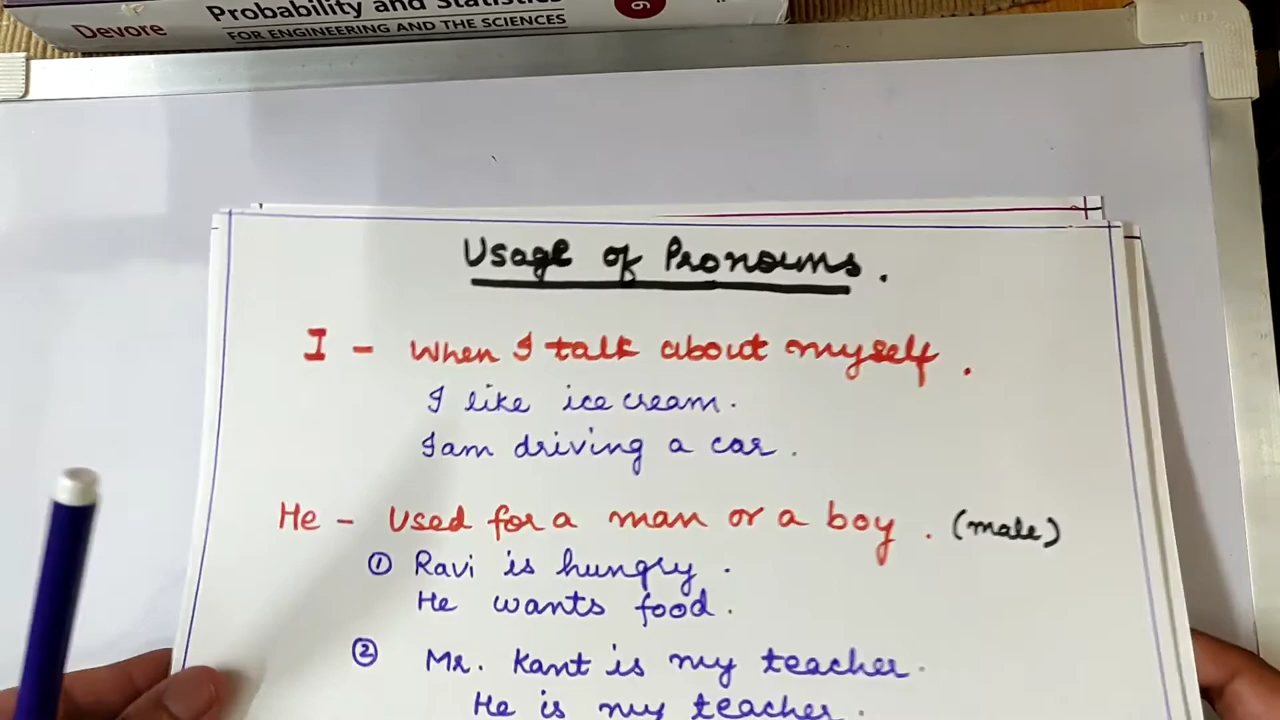 Probability and Statistics
Devore
FOR ENGINEERING AND THE SCIENCES
9
Usage of Pronouns.
I - When I talk about myself.
I like ice cream.
I am driving a car.
He - Used for a man or a boy. (male)
① Ravi is hungry.
He wants food.
② Mr. Kant is my teacher.
He is my teacher.